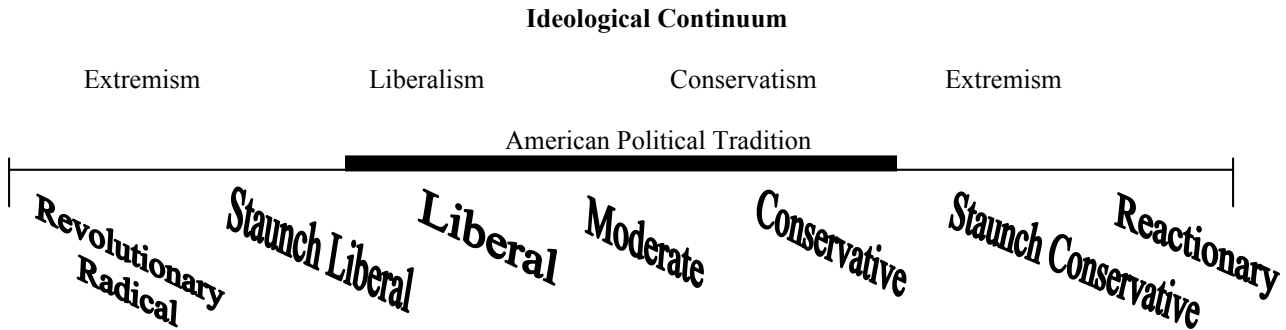 Ideological Continuum
Extremism Liberalism Conservatism Extremism
American Political Tradition
Revolutionary
Radical
Staunch Liberal
Liberal
Moderate
Conservative
Staunch Conservative
Reactionary